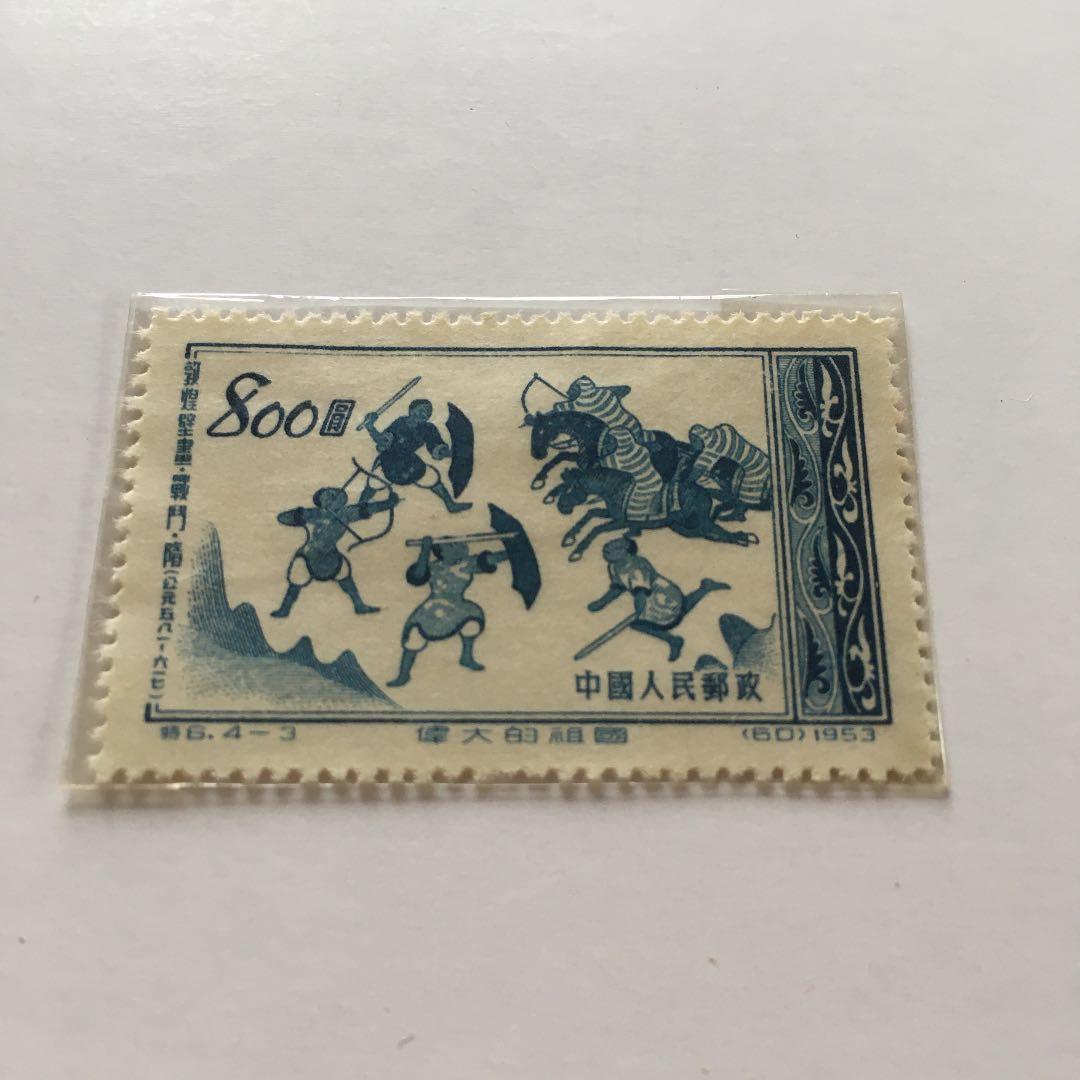 敦煌壁畫·戰鬥·隋(公元五八一-六一七)
800圓
中國人民郵政
特6.4-3 偉大的祖國 (60)1953